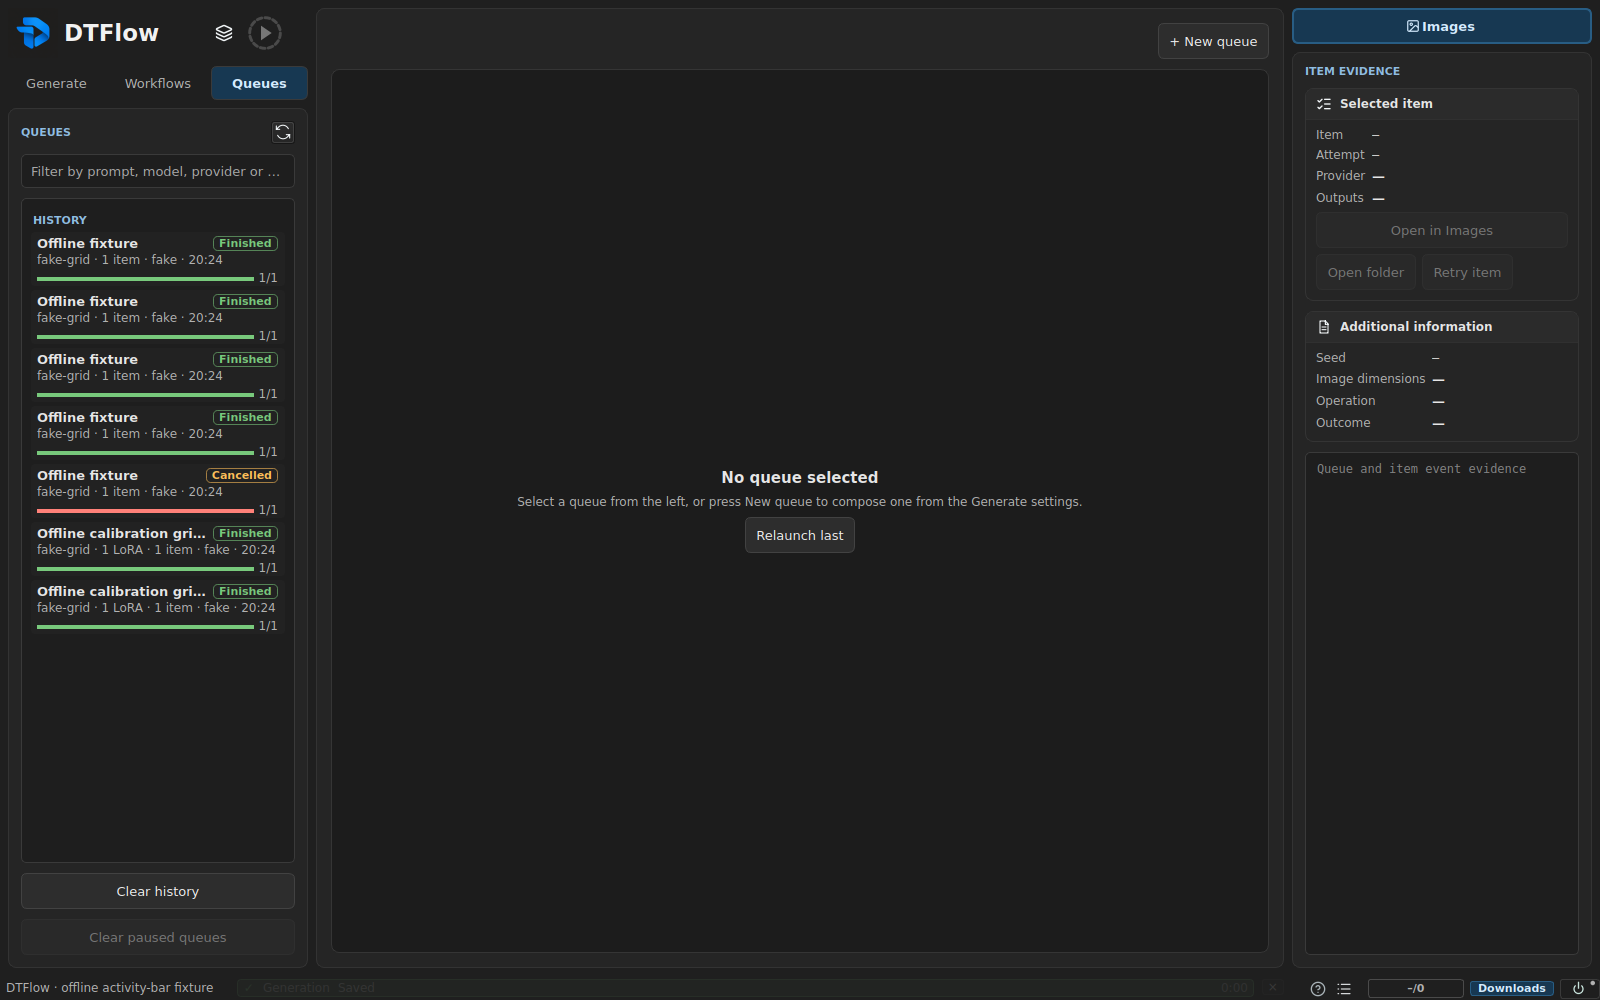 DTFlow
Generate Workflows Queues
QUEUES
Filter by prompt, model, provider or ...
HISTORY
Offline fixture Finished
fake-grid · 1 item · fake · 20:24
1/1
Offline fixture Finished
fake-grid · 1 item · fake · 20:24
1/1
Offline fixture Finished
fake-grid · 1 item · fake · 20:24
1/1
Offline fixture Finished
fake-grid · 1 item · fake · 20:24
1/1
Offline fixture Cancelled
fake-grid · 1 item · fake · 20:24
1/1
Offline calibration gri... Finished
fake-grid · 1 LoRA · 1 item · fake · 20:24
1/1
Offline calibration gri... Finished
fake-grid · 1 LoRA · 1 item · fake · 20:24
1/1
Clear history
Clear paused queues
+ New queue
No queue selected
Select a queue from the left, or press New queue to compose one from the Generate settings.
Relaunch last
Images
ITEM EVIDENCE
Selected item
Item –
Attempt –
Provider —
Outputs —
Open in Images
Open folder Retry item
Additional information
Seed –
Image dimensions —
Operation —
Outcome —
Queue and item event evidence
DTFlow · offline activity-bar fixture
✓ Generation Saved 0:00 ×
–/0
Downloads